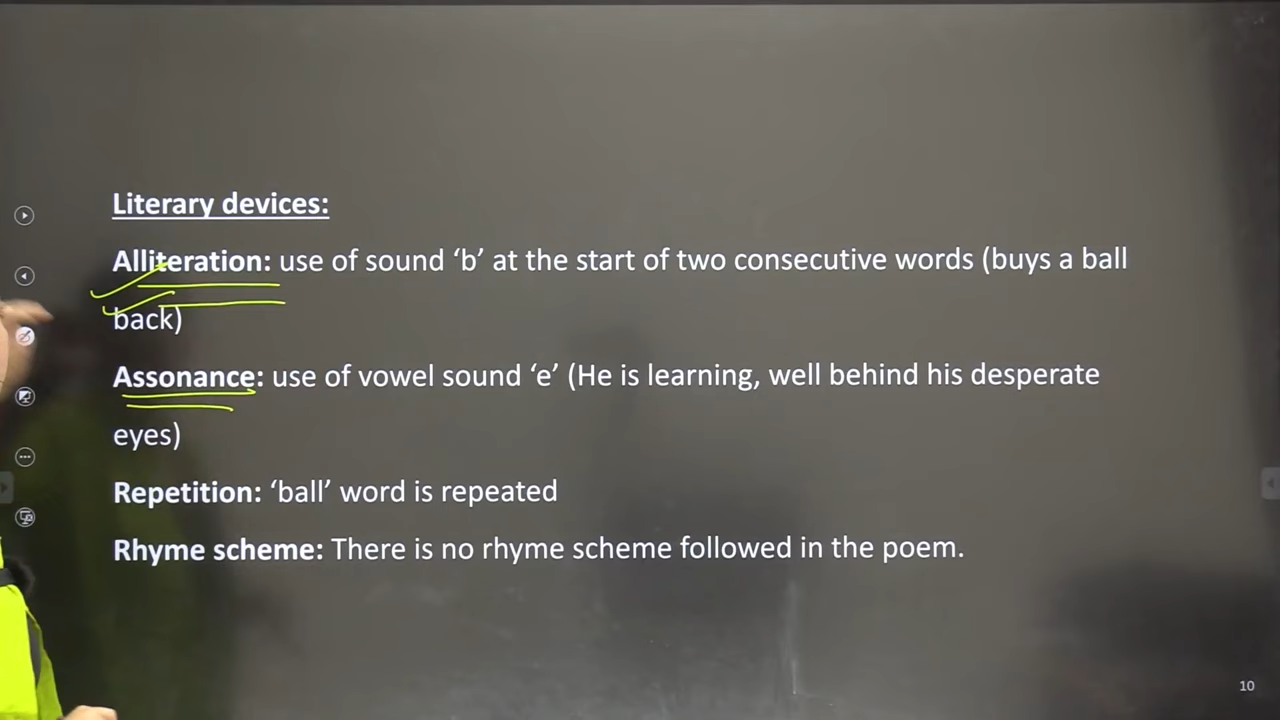 Literary devices:
Alliteration: use of sound ‘b’ at the start of two consecutive words (buys a ball
back)
Assonance: use of vowel sound ‘e’ (He is learning, well behind his desperate
eyes)
Repetition: ‘ball’ word is repeated
Rhyme scheme: There is no rhyme scheme followed in the poem.
10